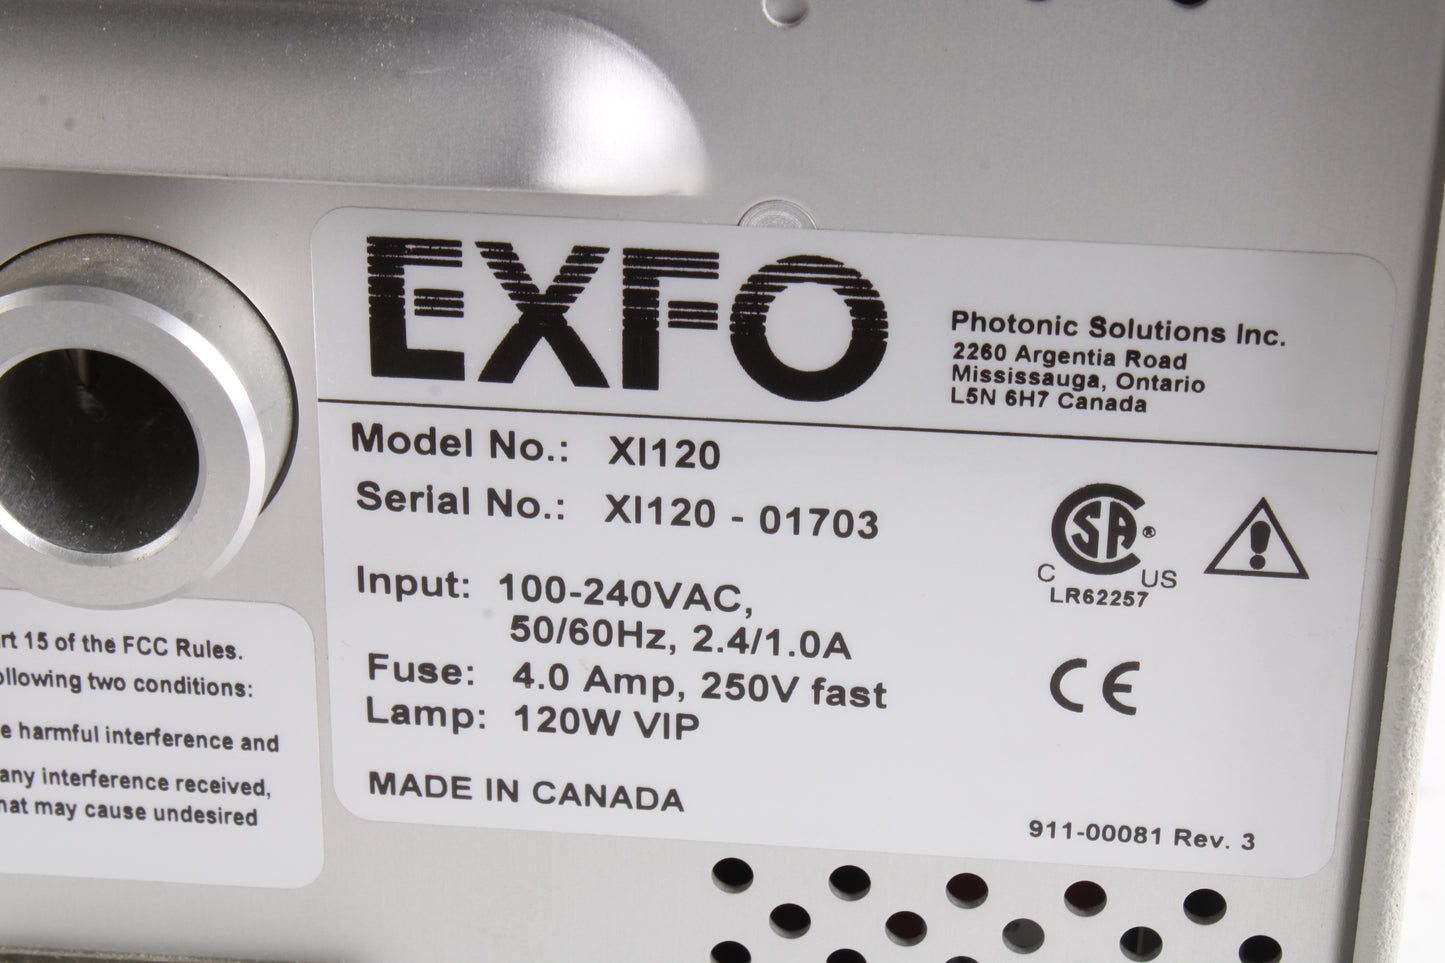 EXFO
Photonic Solutions Inc.
2260 Argentia Road
Mississauga, Ontario
L5N 6H7 Canada
Model No.: XI120
Serial No.: XI120 - 01703
Input: 100-240VAC,
50/60Hz, 2.4/1.0A
Fuse: 4.0 Amp, 250V fast
Lamp: 120W VIP
MADE IN CANADA
CSA®
C US
LR62257
CE
911-00081 Rev. 3
15 of the FCC Rules.
two conditions:
harmful interference and
any interference received,
may cause undesired